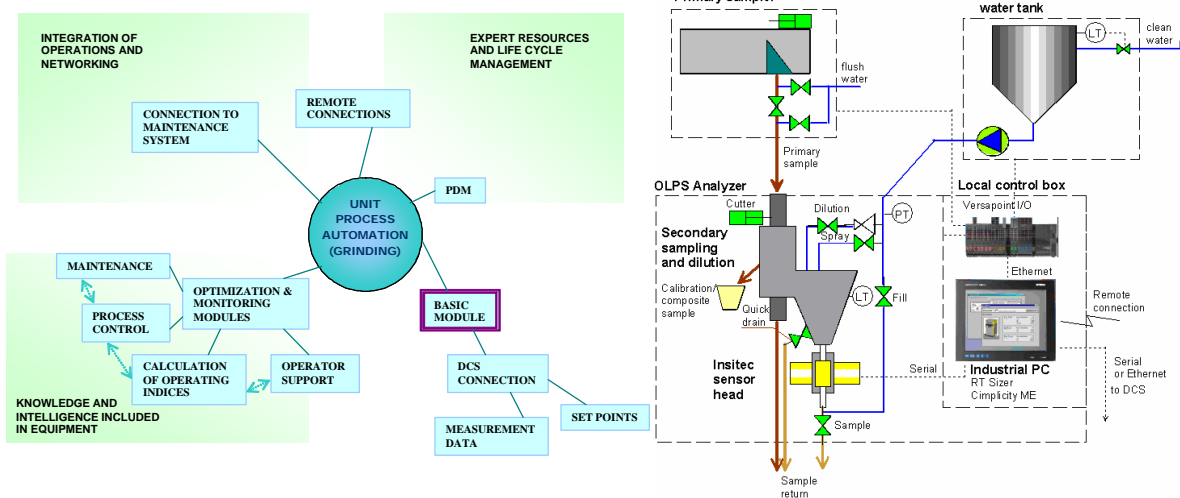 INTEGRATION OF
OPERATIONS AND
NETWORKING
EXPERT RESOURCES
AND LIFE CYCLE
MANAGEMENT
CONNECTION TO
MAINTENANCE
SYSTEM
REMOTE
CONNECTIONS
PDM
UNIT
PROCESS
AUTOMATION
(GRINDING)
MAINTENANCE
PROCESS
CONTROL
OPTIMIZATION &
MONITORING
MODULES
CALCULATION
OF OPERATING
INDICES
OPERATOR
SUPPORT
BASIC
MODULE
DCS
CONNECTION
MEASUREMENT
DATA
SET POINTS
KNOWLEDGE AND
INTELLIGENCE INCLUDED
IN EQUIPMENT
Primary sampler
flush
water
Primary
sample
water tank
LT
clean
water
OLPS Analyzer
Cutter
Dilution
Spray
PT
Secondary
sampling
and dilution
Calibration/
composite
sample
Quick
drain
LT
Fill
Insitec
sensor
head
Serial
Sample
Sample
return
Local control box
Versapoint I/O
Ethernet
Remote
connection
Industrial PC
RT Sizer
Cimplicity ME
Serial
or Ethernet
to DCS